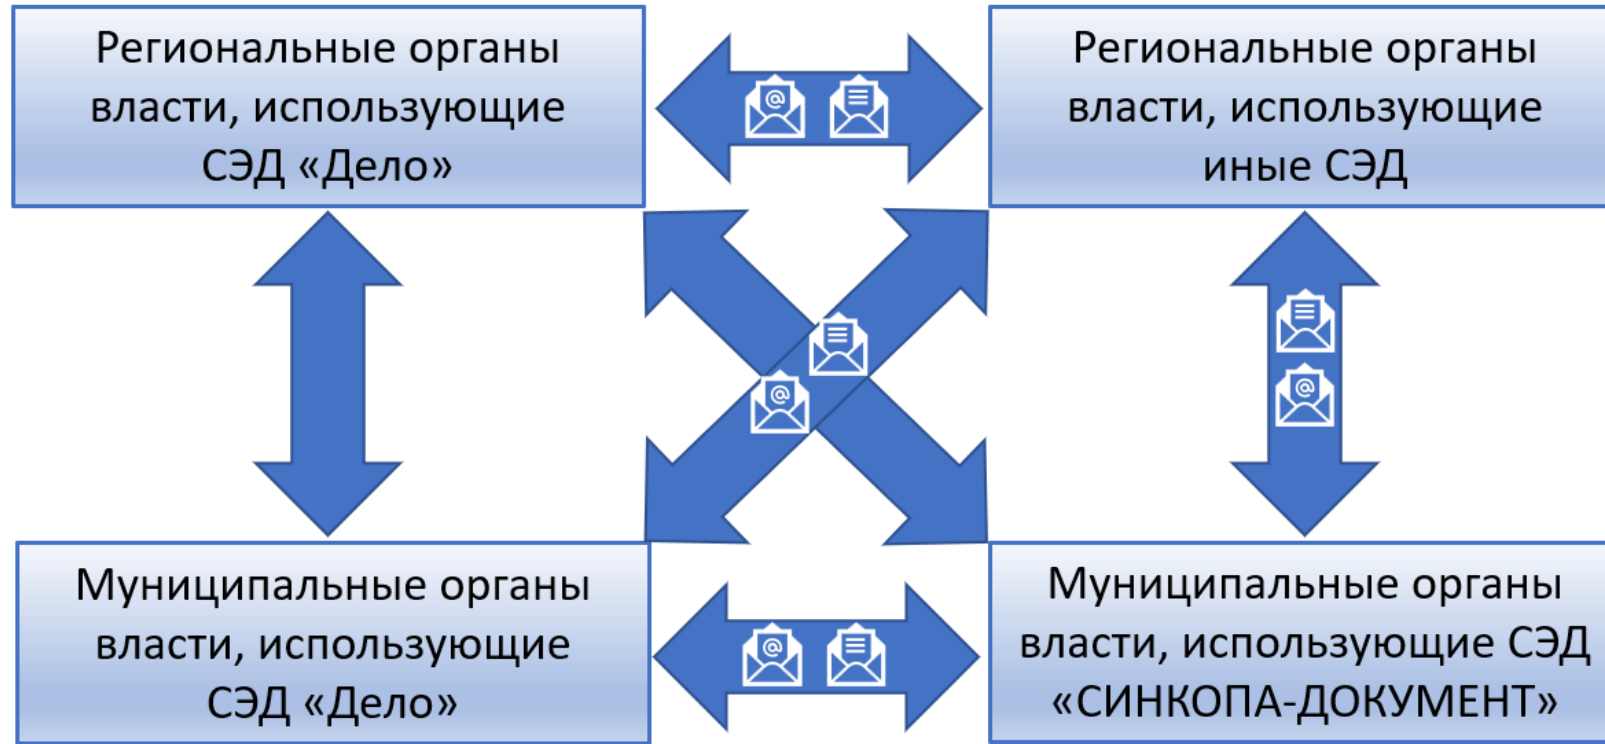 Региональные органы
власти, использующие
СЭД «Дело»
Региональные органы
власти, использующие
иные СЭД
Муниципальные органы
власти, использующие
СЭД «Дело»
Муниципальные органы
власти, использующие СЭД
«СИНКОПА-ДОКУМЕНТ»